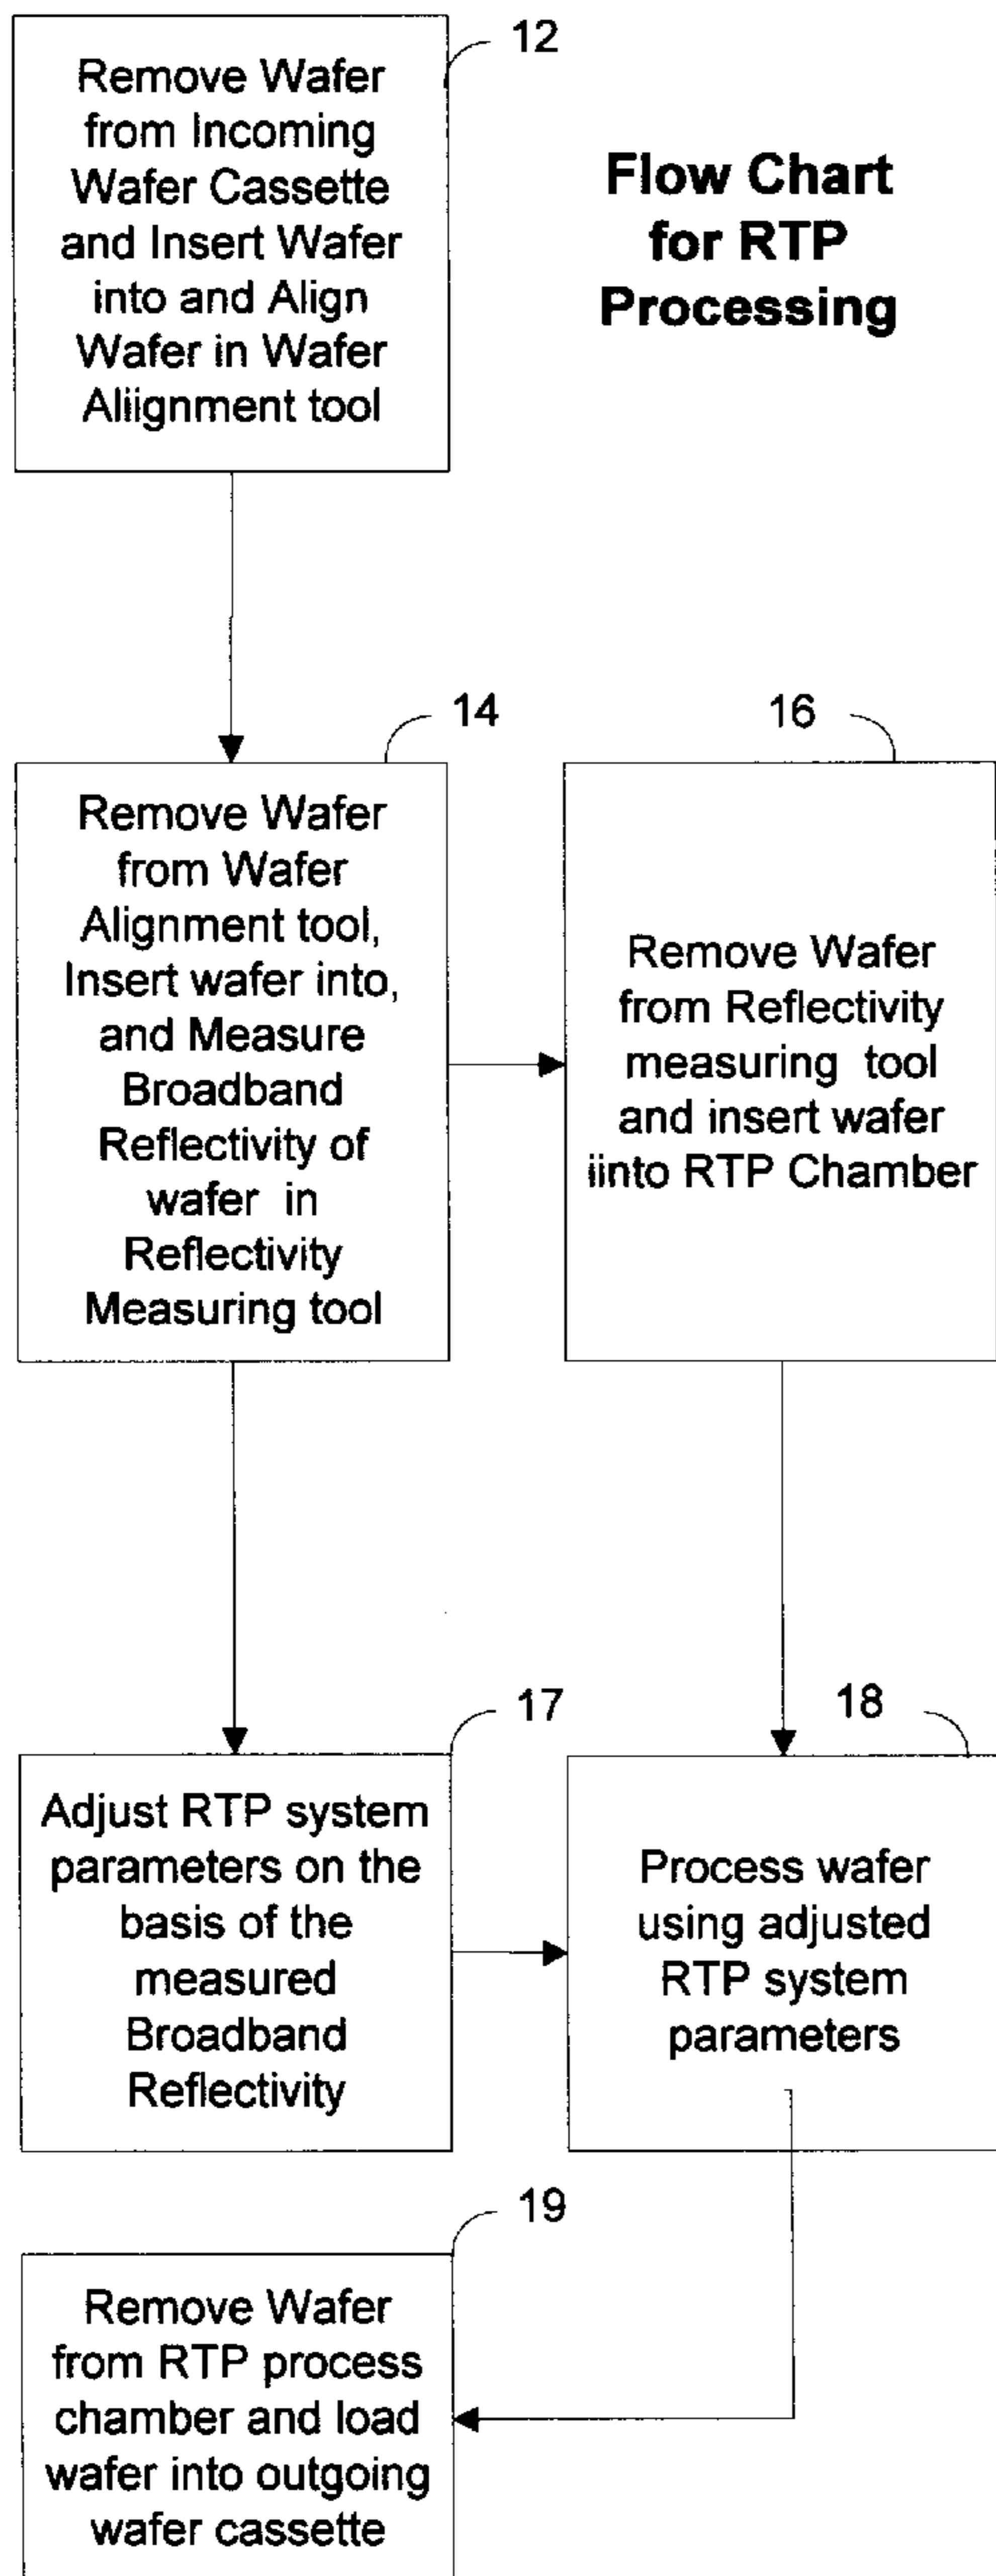 12
Remove Wafer
from Incoming
Wafer Cassette
and Insert Wafer
into and Align
Wafer in Wafer
Aliignment tool
Flow Chart
for RTP
Processing
14
Remove Wafer
from Wafer
Alignment tool,
Insert wafer into,
and Measure
Broadband
Reflectivity of
wafer in
Reflectivity
Measuring tool
16
Remove Wafer
from Reflectivity
measuring tool
and insert wafer
iinto RTP Chamber
17
Adjust RTP system
parameters on the
basis of the
measured
Broadband
Reflectivity
18
Process wafer
using adjusted
RTP system
parameters
19
Remove Wafer
from RTP process
chamber and load
wafer into outgoing
wafer cassette